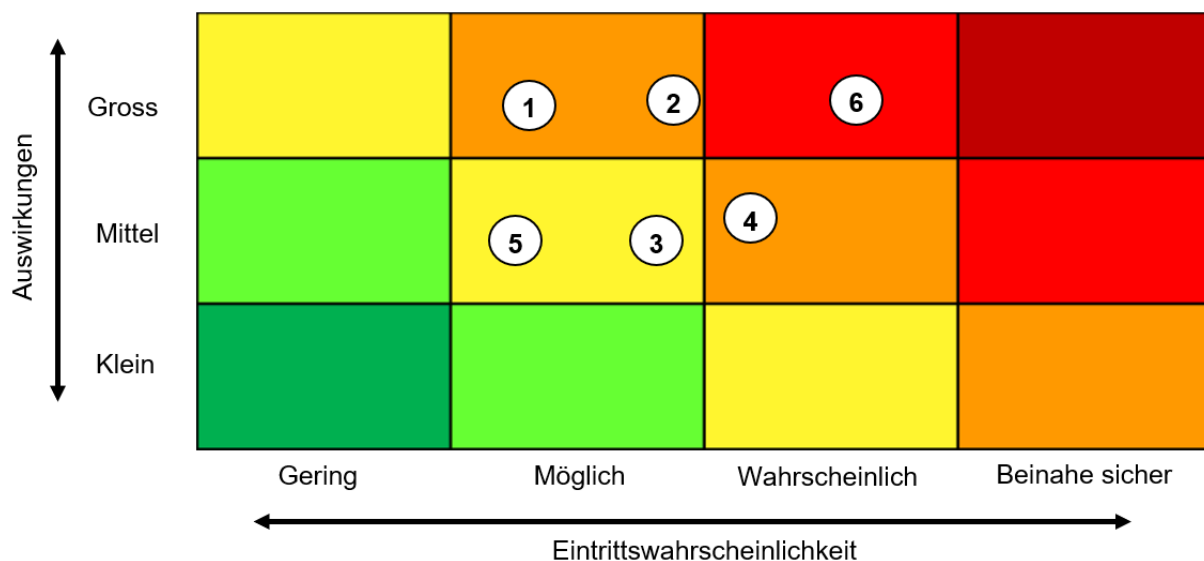 Auswirkungen
Gross
1
2
6
Mittel
5
3
4
Klein
Gering
Möglich
Wahrscheinlich
Beinahe sicher
Eintrittswahrscheinlichkeit